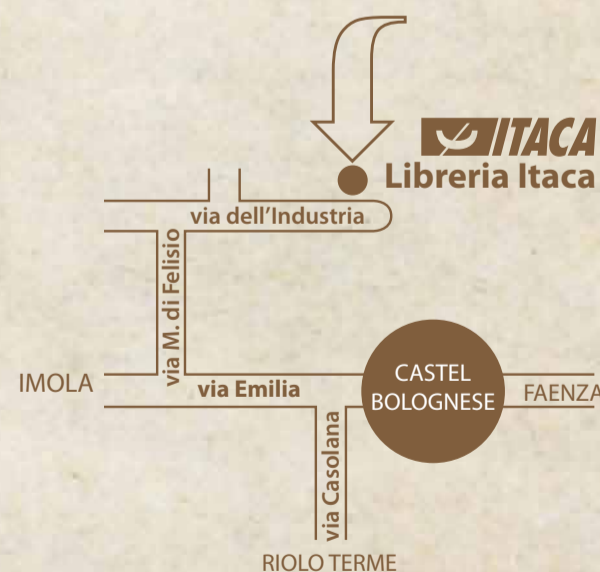 ITACA
Libreria Itaca
via dell'Industria
via M. di Felisio
IMOLA
via Emilia
CASTEL
BOLOGNESE
FAENZA
via Casolana
RIOLO TERME